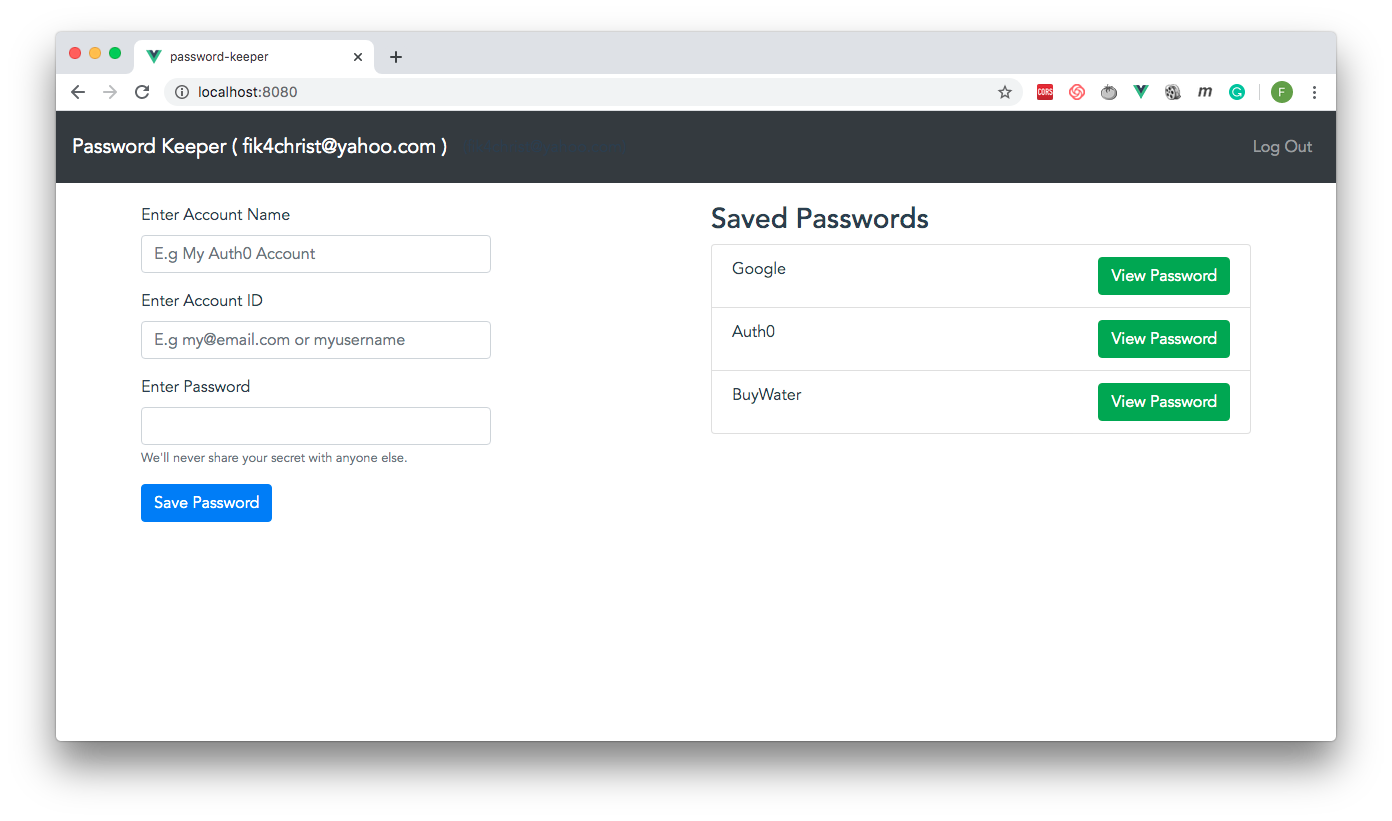 password-keeper
localhost:8080
CORS
m
G
F
Password Keeper ( fik4christ@yahoo.com )
Log Out
Enter Account Name
E.g My Auth0 Account
Enter Account ID
E.g my@email.com or myusername
Enter Password
We'll never share your secret with anyone else.
Save Password
Saved Passwords
Google
View Password
Auth0
View Password
BuyWater
View Password